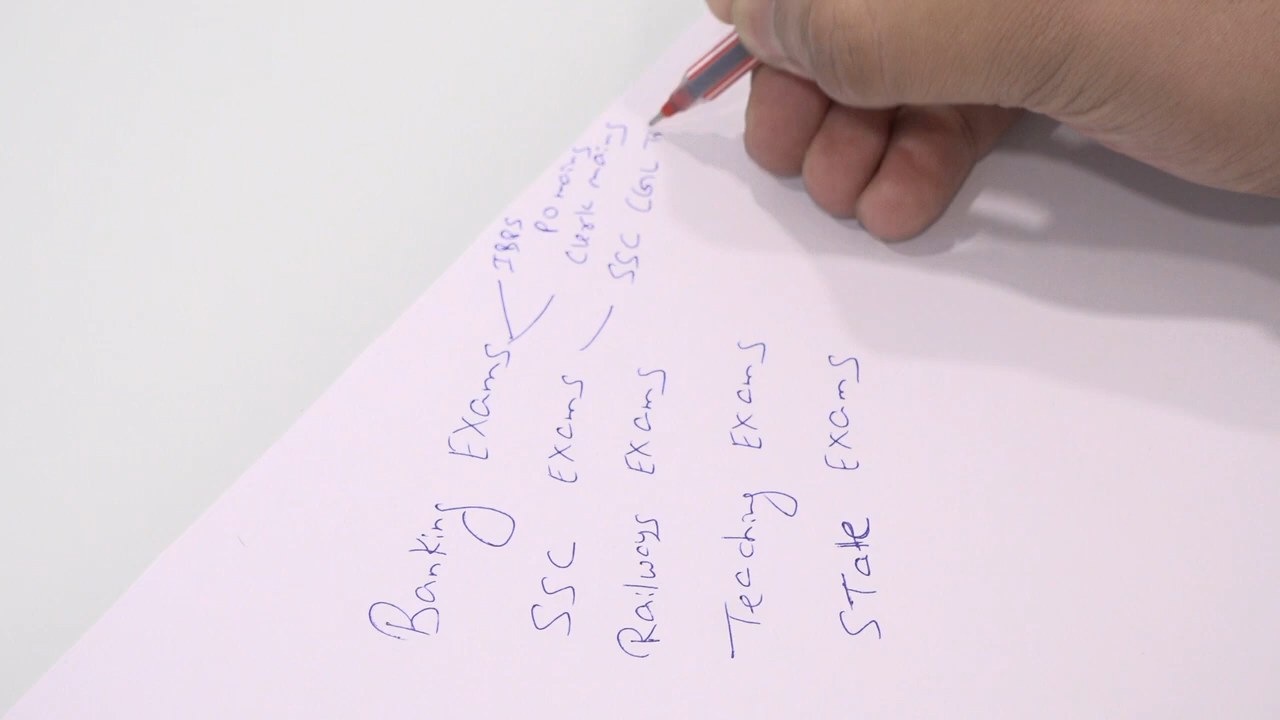 Banking Exams
IBPS
PO mains
Clerk mains
SSC Exams
SSC CGL T
Railways Exams
Teaching Exams
State Exams